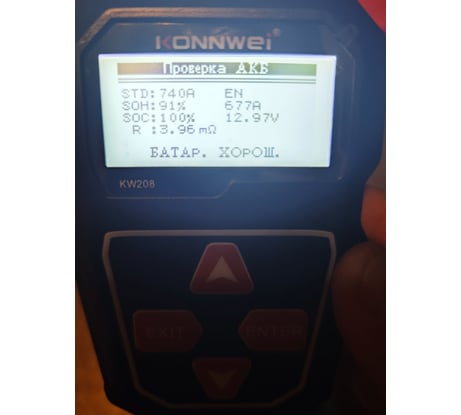 KONNWEI®
Проверка АКБ
STD:740A EN
SOH:91% 677A
SOC:100% 12.97V
R :3.96mΩ
БАТАР. ХОРОШ.
KW208
EXIT ENTER